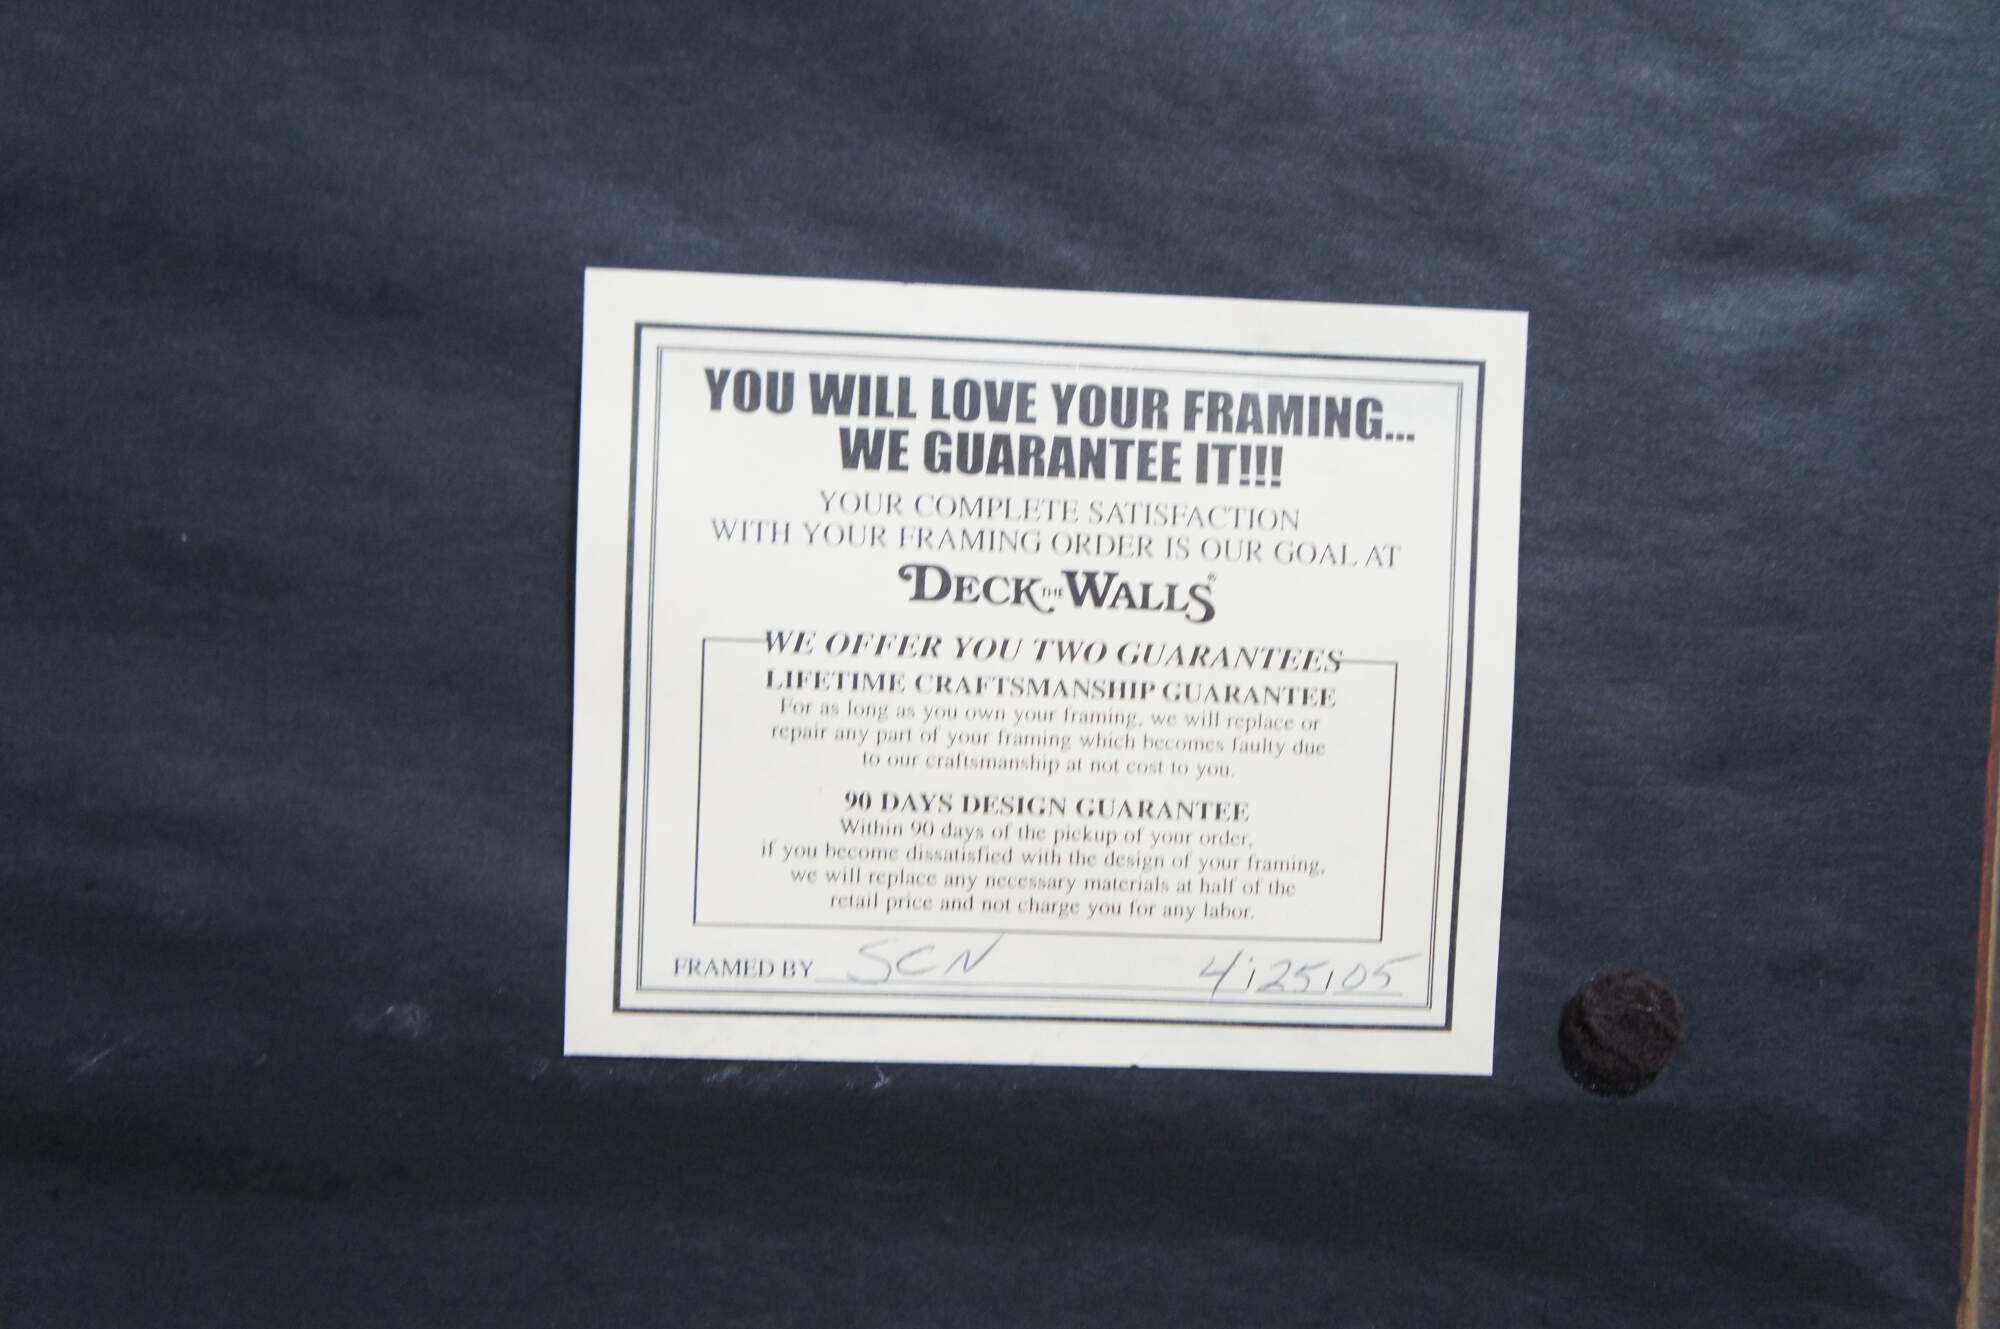 YOU WILL LOVE YOUR FRAMING...
WE GUARANTEE IT!!!
YOUR COMPLETE SATISFACTION
WITH YOUR FRAMING ORDER IS OUR GOAL AT
DECK THE WALLS®
WE OFFER YOU TWO GUARANTEES
LIFETIME CRAFTSMANSHIP GUARANTEE
For as long as you own your framing, we will replace or
repair any part of your framing which becomes faulty due
to our craftsmanship at not cost to you.
90 DAYS DESIGN GUARANTEE
Within 90 days of the pickup of your order,
if you become dissatisfied with the design of your framing,
we will replace any necessary materials at half of the
retail price and not charge you for any labor.
FRAMED BY SCN 4/25/05